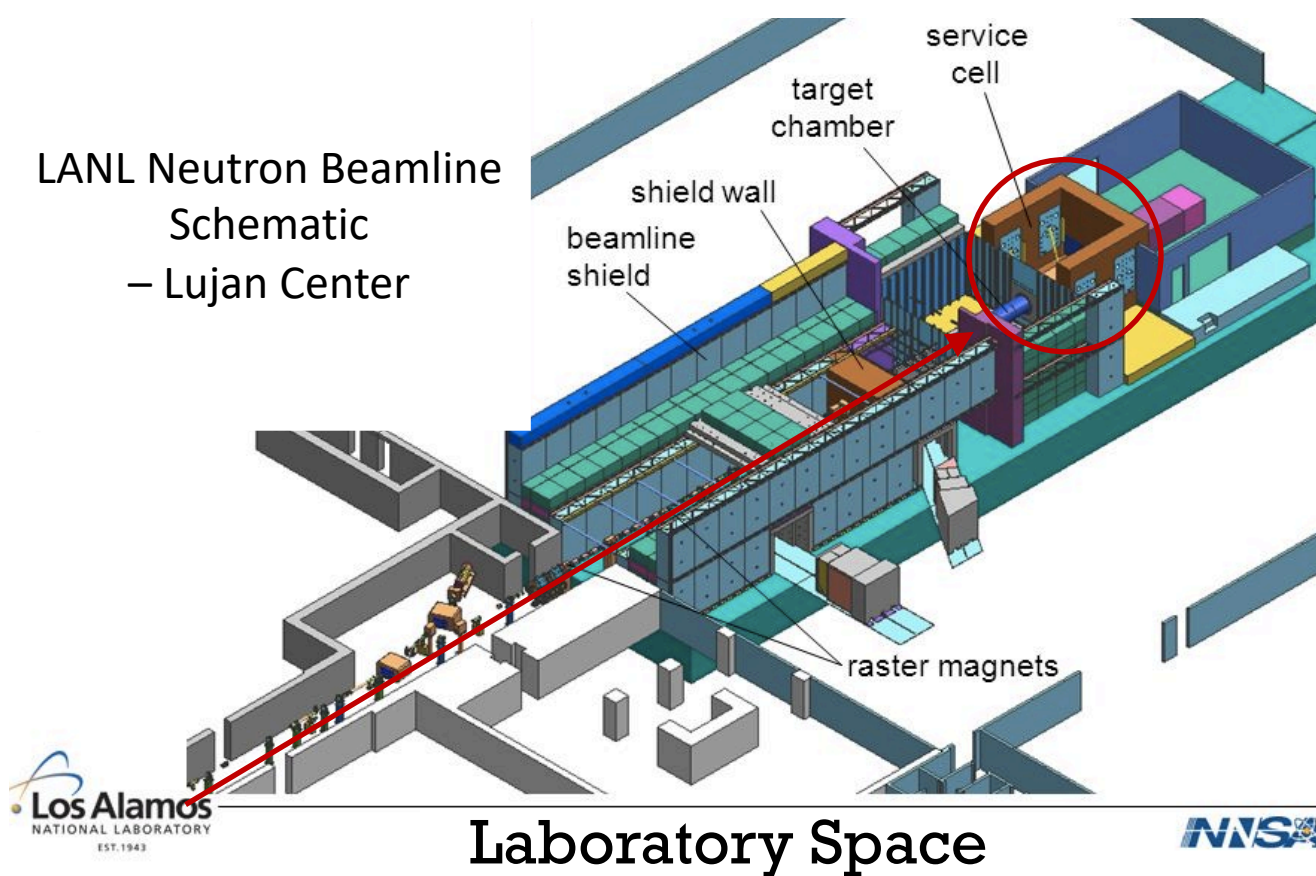 LANL Neutron Beamline
Schematic
– Lujan Center
service
cell
target
chamber
shield wall
beamline
shield
raster magnets
Los Alamos
NATIONAL LABORATORY
EST.1943
Laboratory Space
NNSA